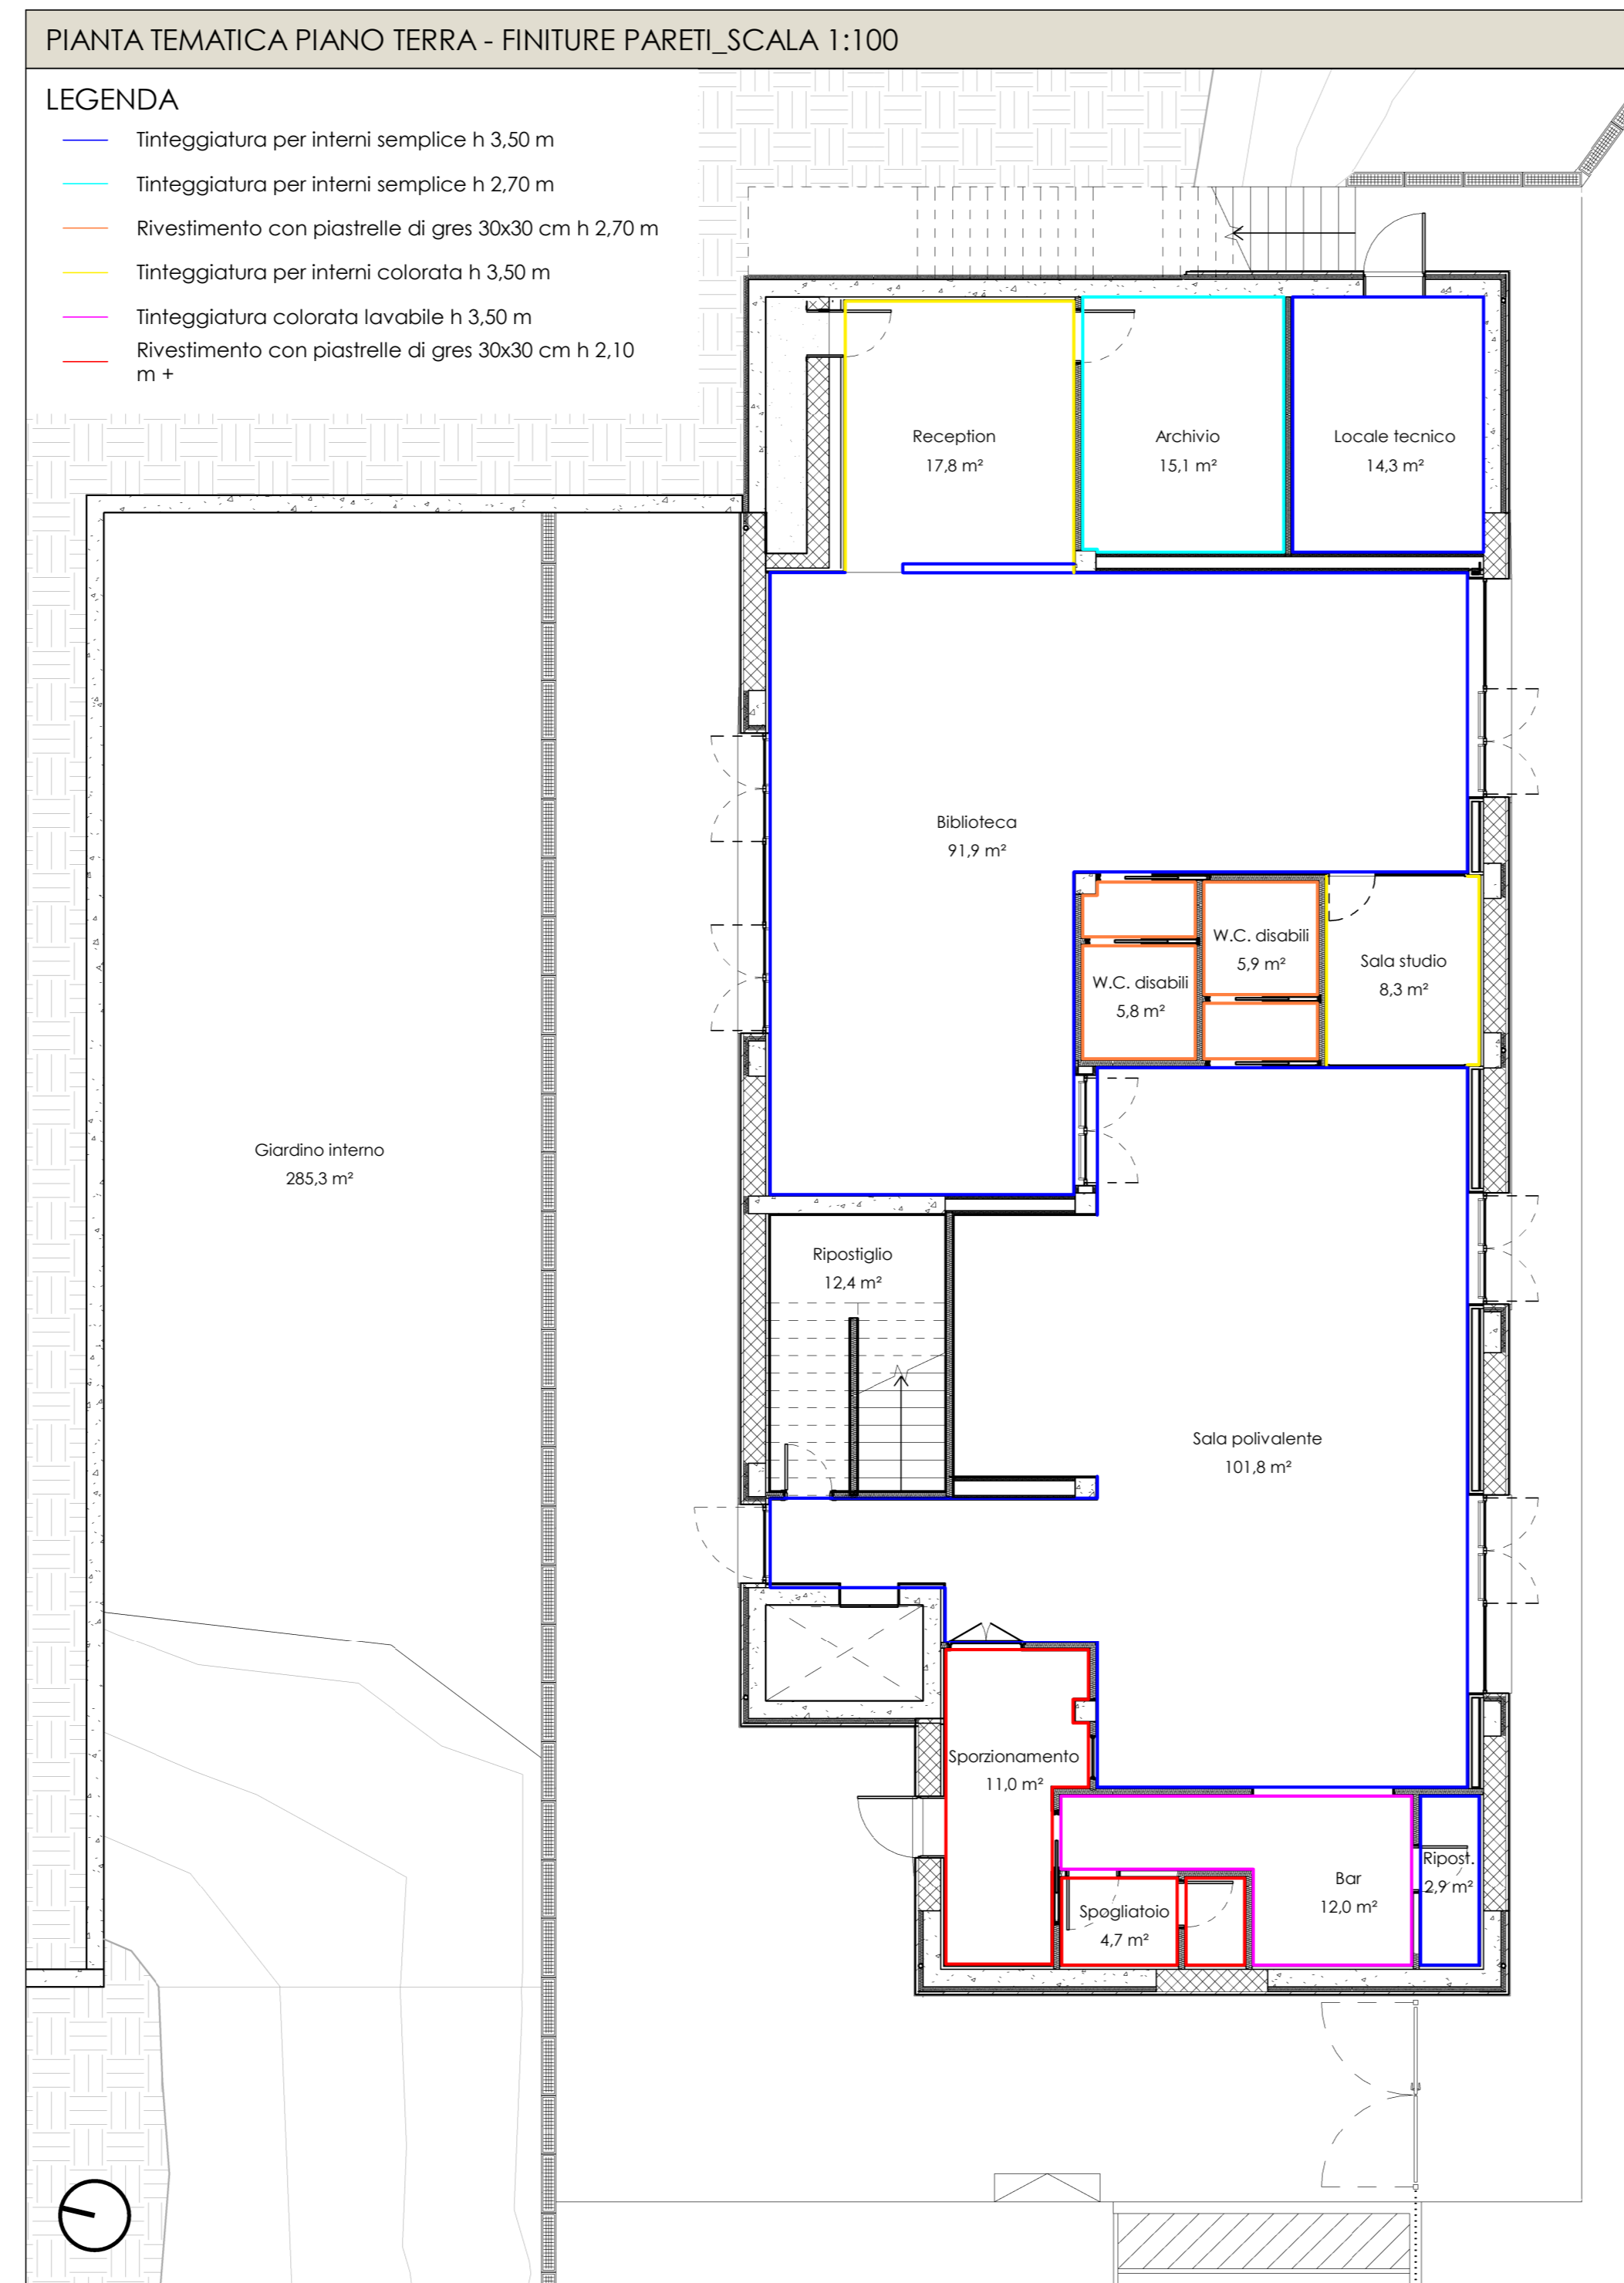 PIANTA TEMATICA PIANO TERRA - FINITURE PARETI_SCALA 1:100
LEGENDA
Tinteggiatura per interni semplice h 3,50 m
Tinteggiatura per interni semplice h 2,70 m
Rivestimento con piastrelle di gres 30x30 cm h 2,70 m
Tinteggiatura per interni colorata h 3,50 m
Tinteggiatura colorata lavabile h 3,50 m
Rivestimento con piastrelle di gres 30x30 cm h 2,10
m +
Reception
17,8 m²
Archivio
15,1 m²
Locale tecnico
14,3 m²
Biblioteca
91,9 m²
W.C. disabili
5,9 m²
W.C. disabili
5,8 m²
Sala studio
8,3 m²
Giardino interno
285,3 m²
Ripostiglio
12,4 m²
Sala polivalente
101,8 m²
Sporzionamento
11,0 m²
Spogliatoio
4,7 m²
Bar
12,0 m²
Ripost.
2,9 m²